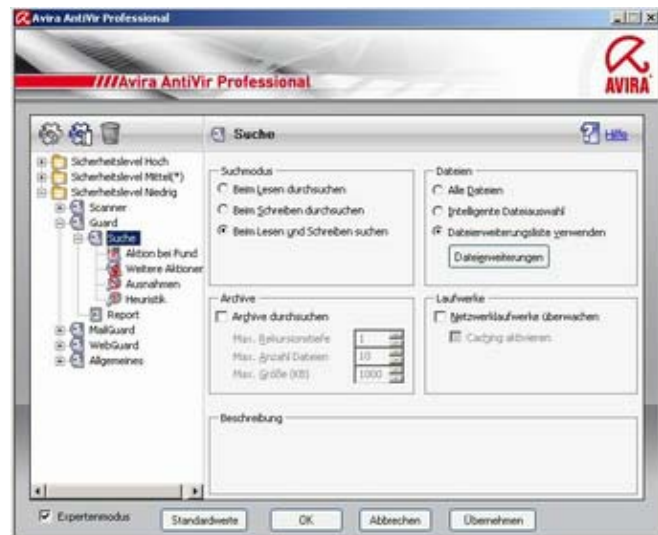 Avira AntiVir Professional
////Avira AntiVir Professional
AVIRA
Suche
Hilfe
Sicherheitslevel Hoch
Sicherheitslevel Mittel(*)
Sicherheitslevel Niedrig
Scanner
Guard
Suche
Aktion bei Fund
Weitere Aktioner
Ausnahmen
Heuristik
Report
MailGuard
WebGuard
Allgemeines
Suchmodus
Beim Lesen durchsuchen
Beim Schreiben durchsuchen
Beim Lesen und Schreiben suchen
Dateien
Alle Dateien
Intelligente Dateiauswahl
Dateierweiterungsliste verwenden
Dateierweiterungen
Archive
Archive durchsuchen
Max. Rekursionstiefe 1
Max. Anzahl Dateien 10
Max. Größe (KB) 1000
Laufwerke
Netzwerklaufwerke überwachen
Caching aktivieren
Beschreibung
Expertenmodus
Standardwerte
OK
Abbrechen
Übernehmen